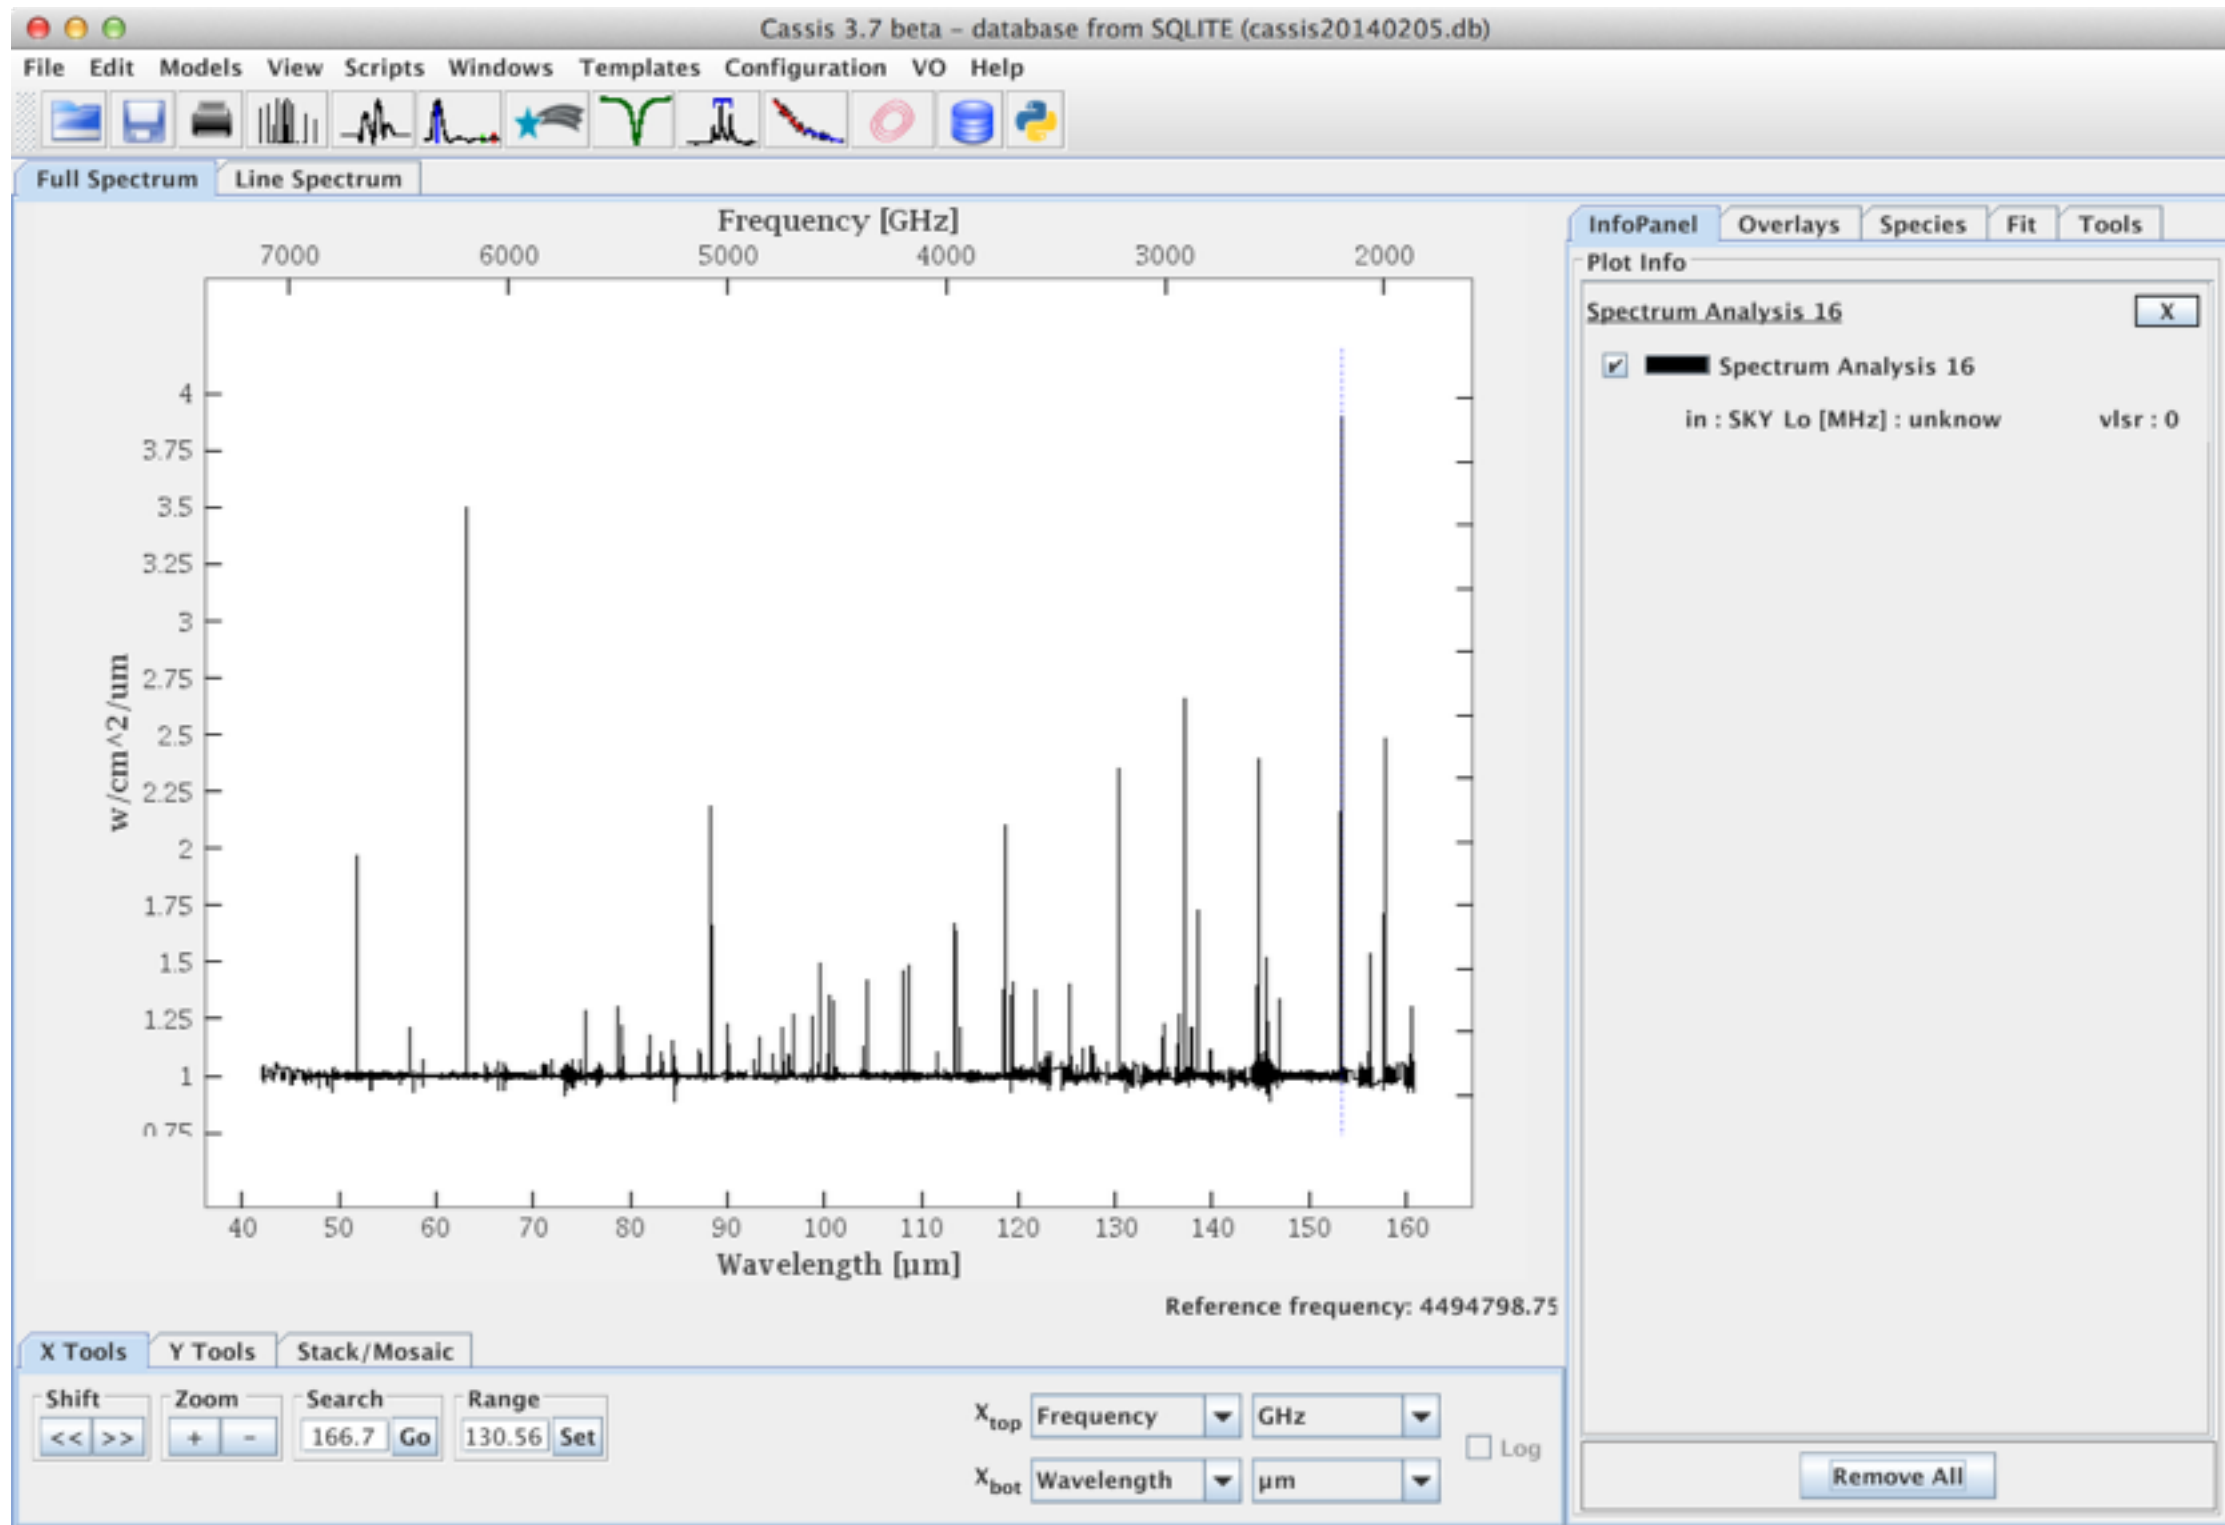 Cassis 3.7 beta – database from SQLITE (cassis20140205.db)
File Edit Models View Scripts Windows Templates Configuration VO Help
Full Spectrum Line Spectrum
Frequency [GHz]
7000 6000 5000 4000 3000 2000
4
3.75
3.5
3.25
3
2.75
2.5
2.25
2
1.75
1.5
1.25
1
0.75
w/cm^2/um
40 50 60 70 80 90 100 110 120 130 140 150 160
Wavelength [µm]
Reference frequency: 4494798.75
InfoPanel Overlays Species Fit Tools
Plot Info
Spectrum Analysis 16 X
Spectrum Analysis 16
in : SKY Lo [MHz] : unknow vlsr : 0
Remove All
X Tools Y Tools Stack/Mosaic
Shift Zoom Search Range
<< >> + - 166.7 Go 130.56 Set
Xtop Frequency GHz
Log
Xbot Wavelength µm